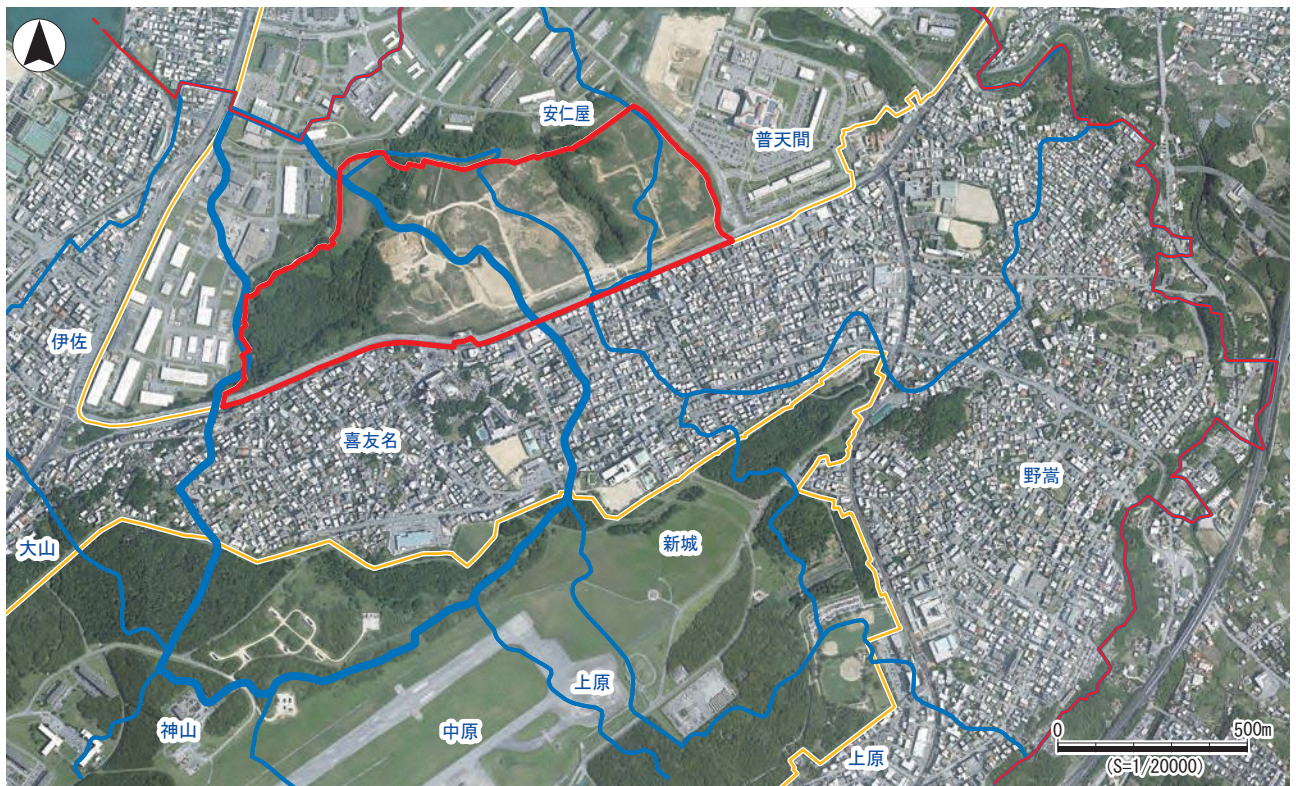 安仁屋
普天間
伊佐
喜友名
野嵩
大山
新城
上原
神山
中原
上原
0 500m
(S=1/20000)